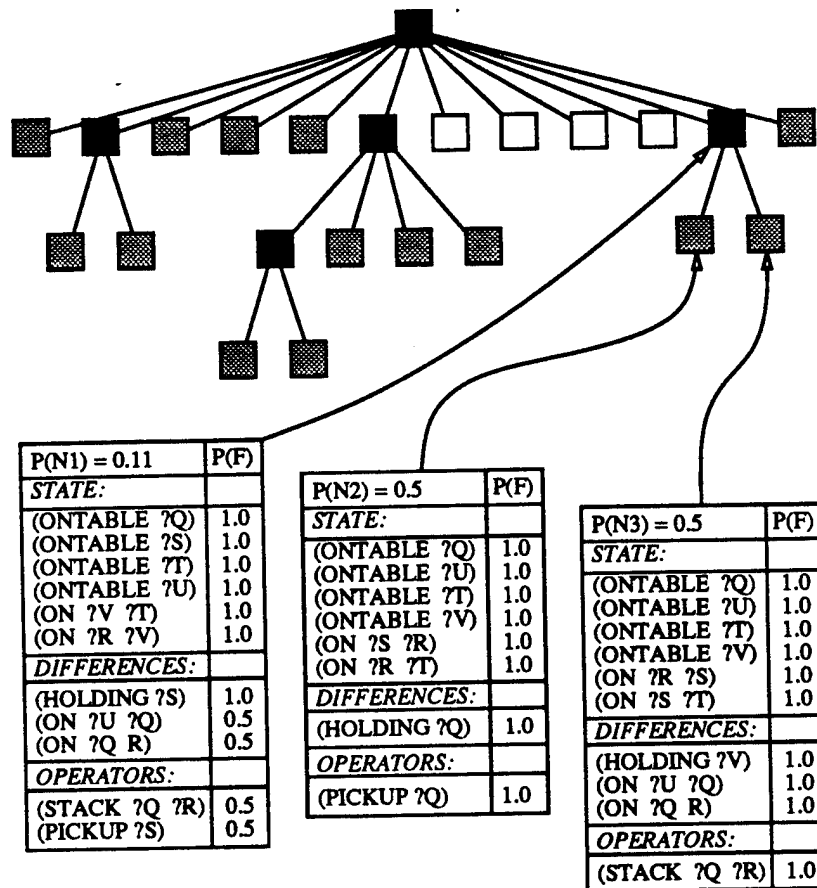 P(N1) = 0.11 P(F)
STATE:
(ONTABLE ?Q) 1.0
(ONTABLE ?S) 1.0
(ONTABLE ?T) 1.0
(ONTABLE ?U) 1.0
(ON ?V ?T) 1.0
(ON ?R ?V) 1.0
DIFFERENCES:
(HOLDING ?S) 1.0
(ON ?U ?Q) 0.5
(ON ?Q R) 0.5
OPERATORS:
(STACK ?Q ?R) 0.5
(PICKUP ?S) 0.5
P(N2) = 0.5 P(F)
STATE:
(ONTABLE ?Q) 1.0
(ONTABLE ?U) 1.0
(ONTABLE ?T) 1.0
(ONTABLE ?V) 1.0
(ON ?S ?R) 1.0
(ON ?R ?T) 1.0
DIFFERENCES:
(HOLDING ?Q) 1.0
OPERATORS:
(PICKUP ?Q) 1.0
P(N3) = 0.5 P(F)
STATE:
(ONTABLE ?Q) 1.0
(ONTABLE ?U) 1.0
(ONTABLE ?T) 1.0
(ONTABLE ?V) 1.0
(ON ?R ?S) 1.0
(ON ?S ?T) 1.0
DIFFERENCES:
(HOLDING ?V) 1.0
(ON ?U ?Q) 1.0
(ON ?Q R) 1.0
OPERATORS:
(STACK ?Q ?R) 1.0